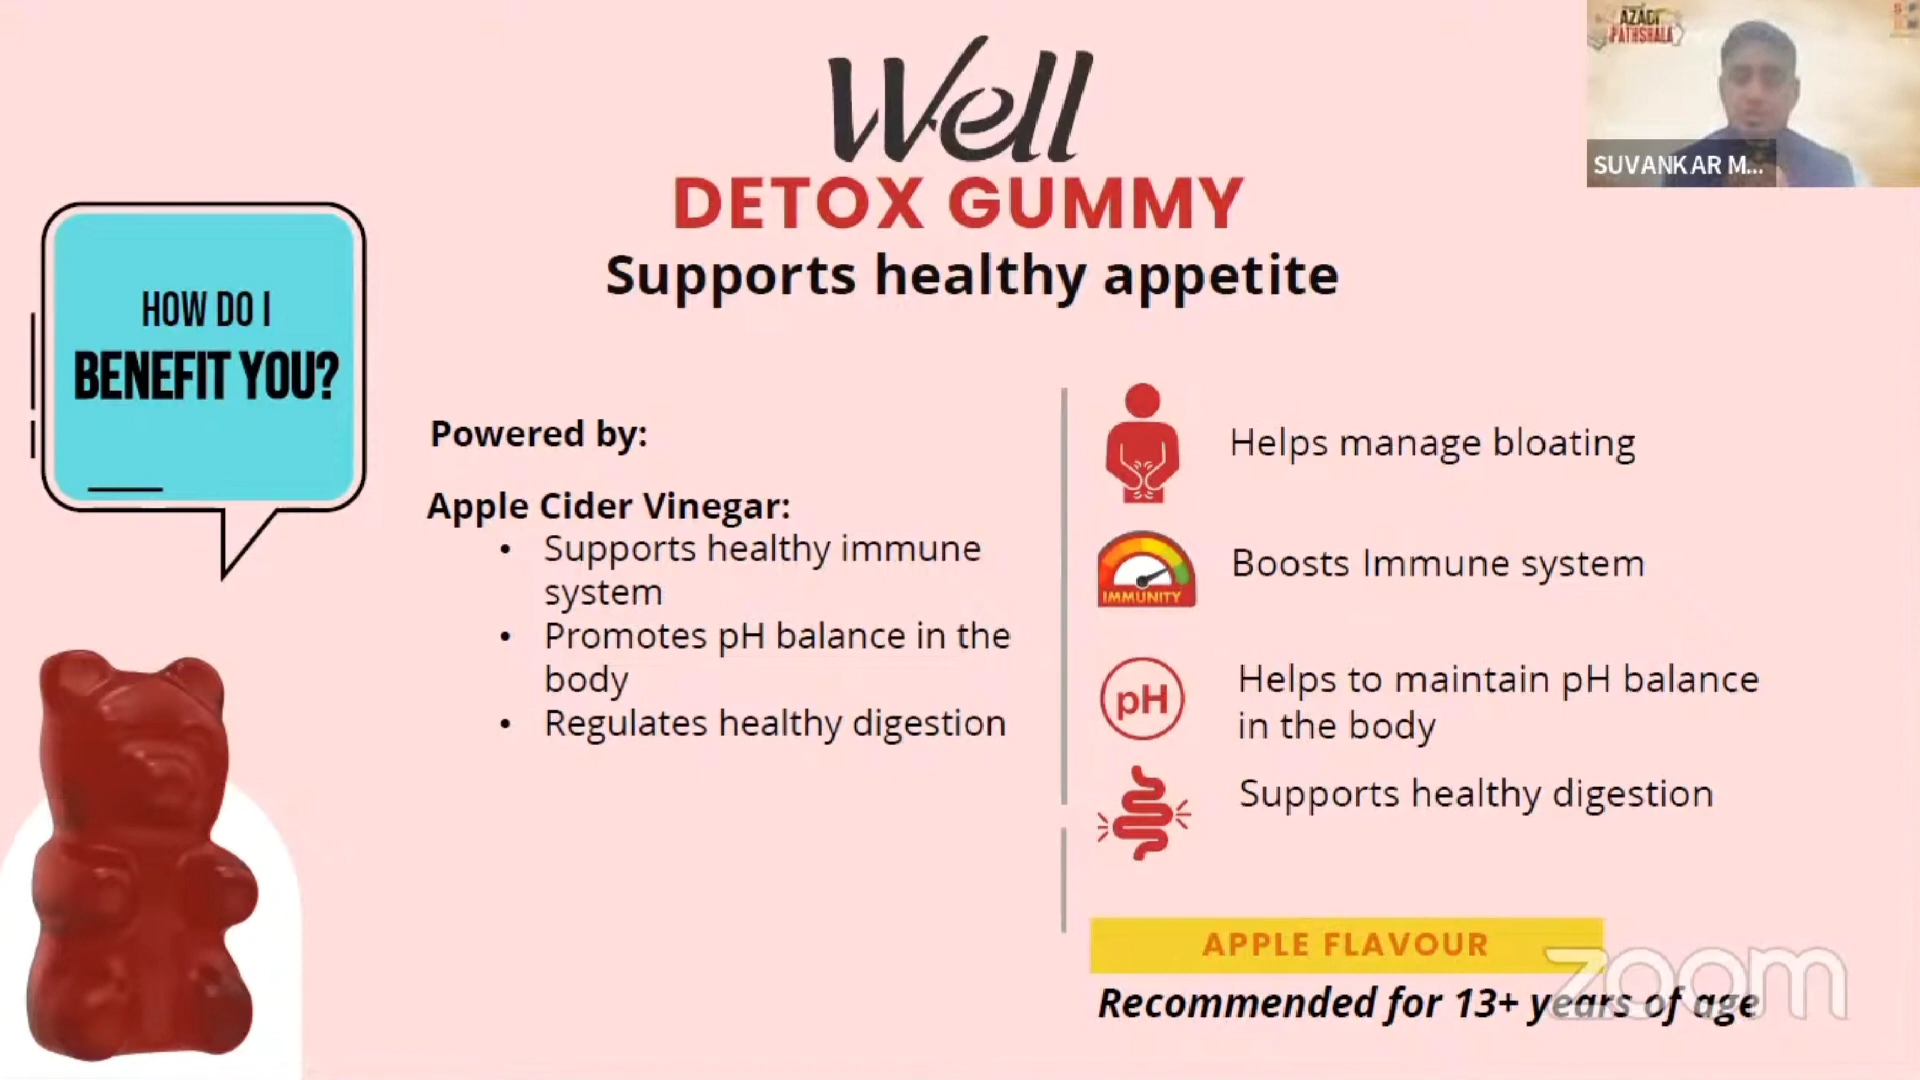 Well
DETOX GUMMY
Supports healthy appetite
AZADI
PATHSHALA
SUVANKAR M...
HOW DO I
BENEFIT YOU?
Powered by:
Apple Cider Vinegar:
• Supports healthy immune
system
• Promotes pH balance in the
body
• Regulates healthy digestion
Helps manage bloating
IMMUNITY
Boosts Immune system
pH
Helps to maintain pH balance
in the body
Supports healthy digestion
APPLE FLAVOUR
zoom
Recommended for 13+ years of age